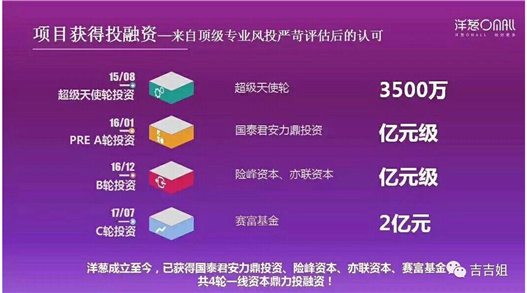 洋葱OMALL
项目获得投融资—来自顶级专业风投严苛评估后的认可
15/08
超级天使轮投资
超级天使轮
3500万
16/01
PRE A轮投资
国泰君安力鼎投资
亿元级
16/12
B轮投资
险峰资本、亦联资本
亿元级
17/07
C轮投资
赛富基金
2亿元
洋葱成立至今，已获得国泰君安力鼎投资、险峰资本、亦联资本、赛富基金
共4轮一线资本鼎力投融资！
吉吉姐